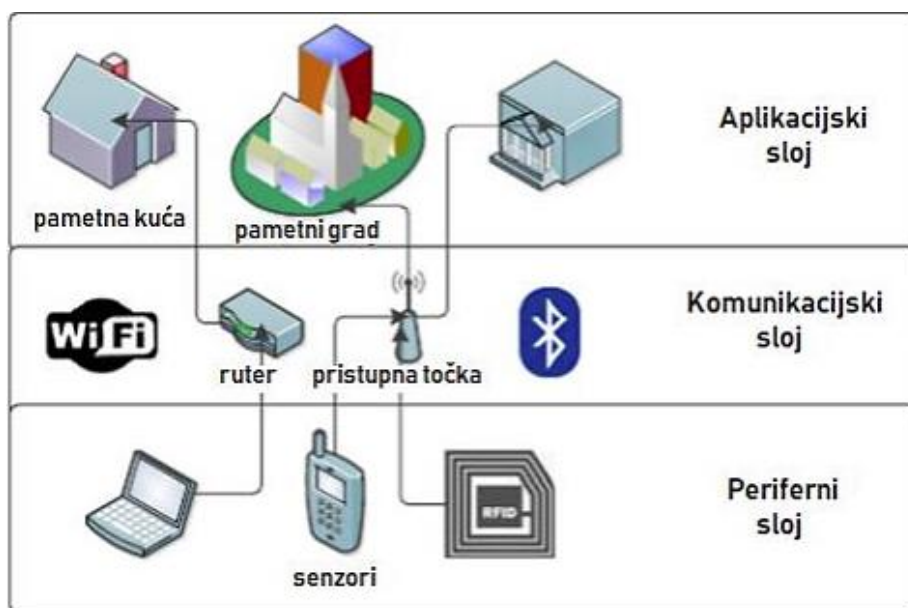 Aplikacijski
sloj
pametna kuća
pametni grad
Komunikacijski
sloj
WiFi
ruter
pristupna točka
Periferni
sloj
RFID
senzori